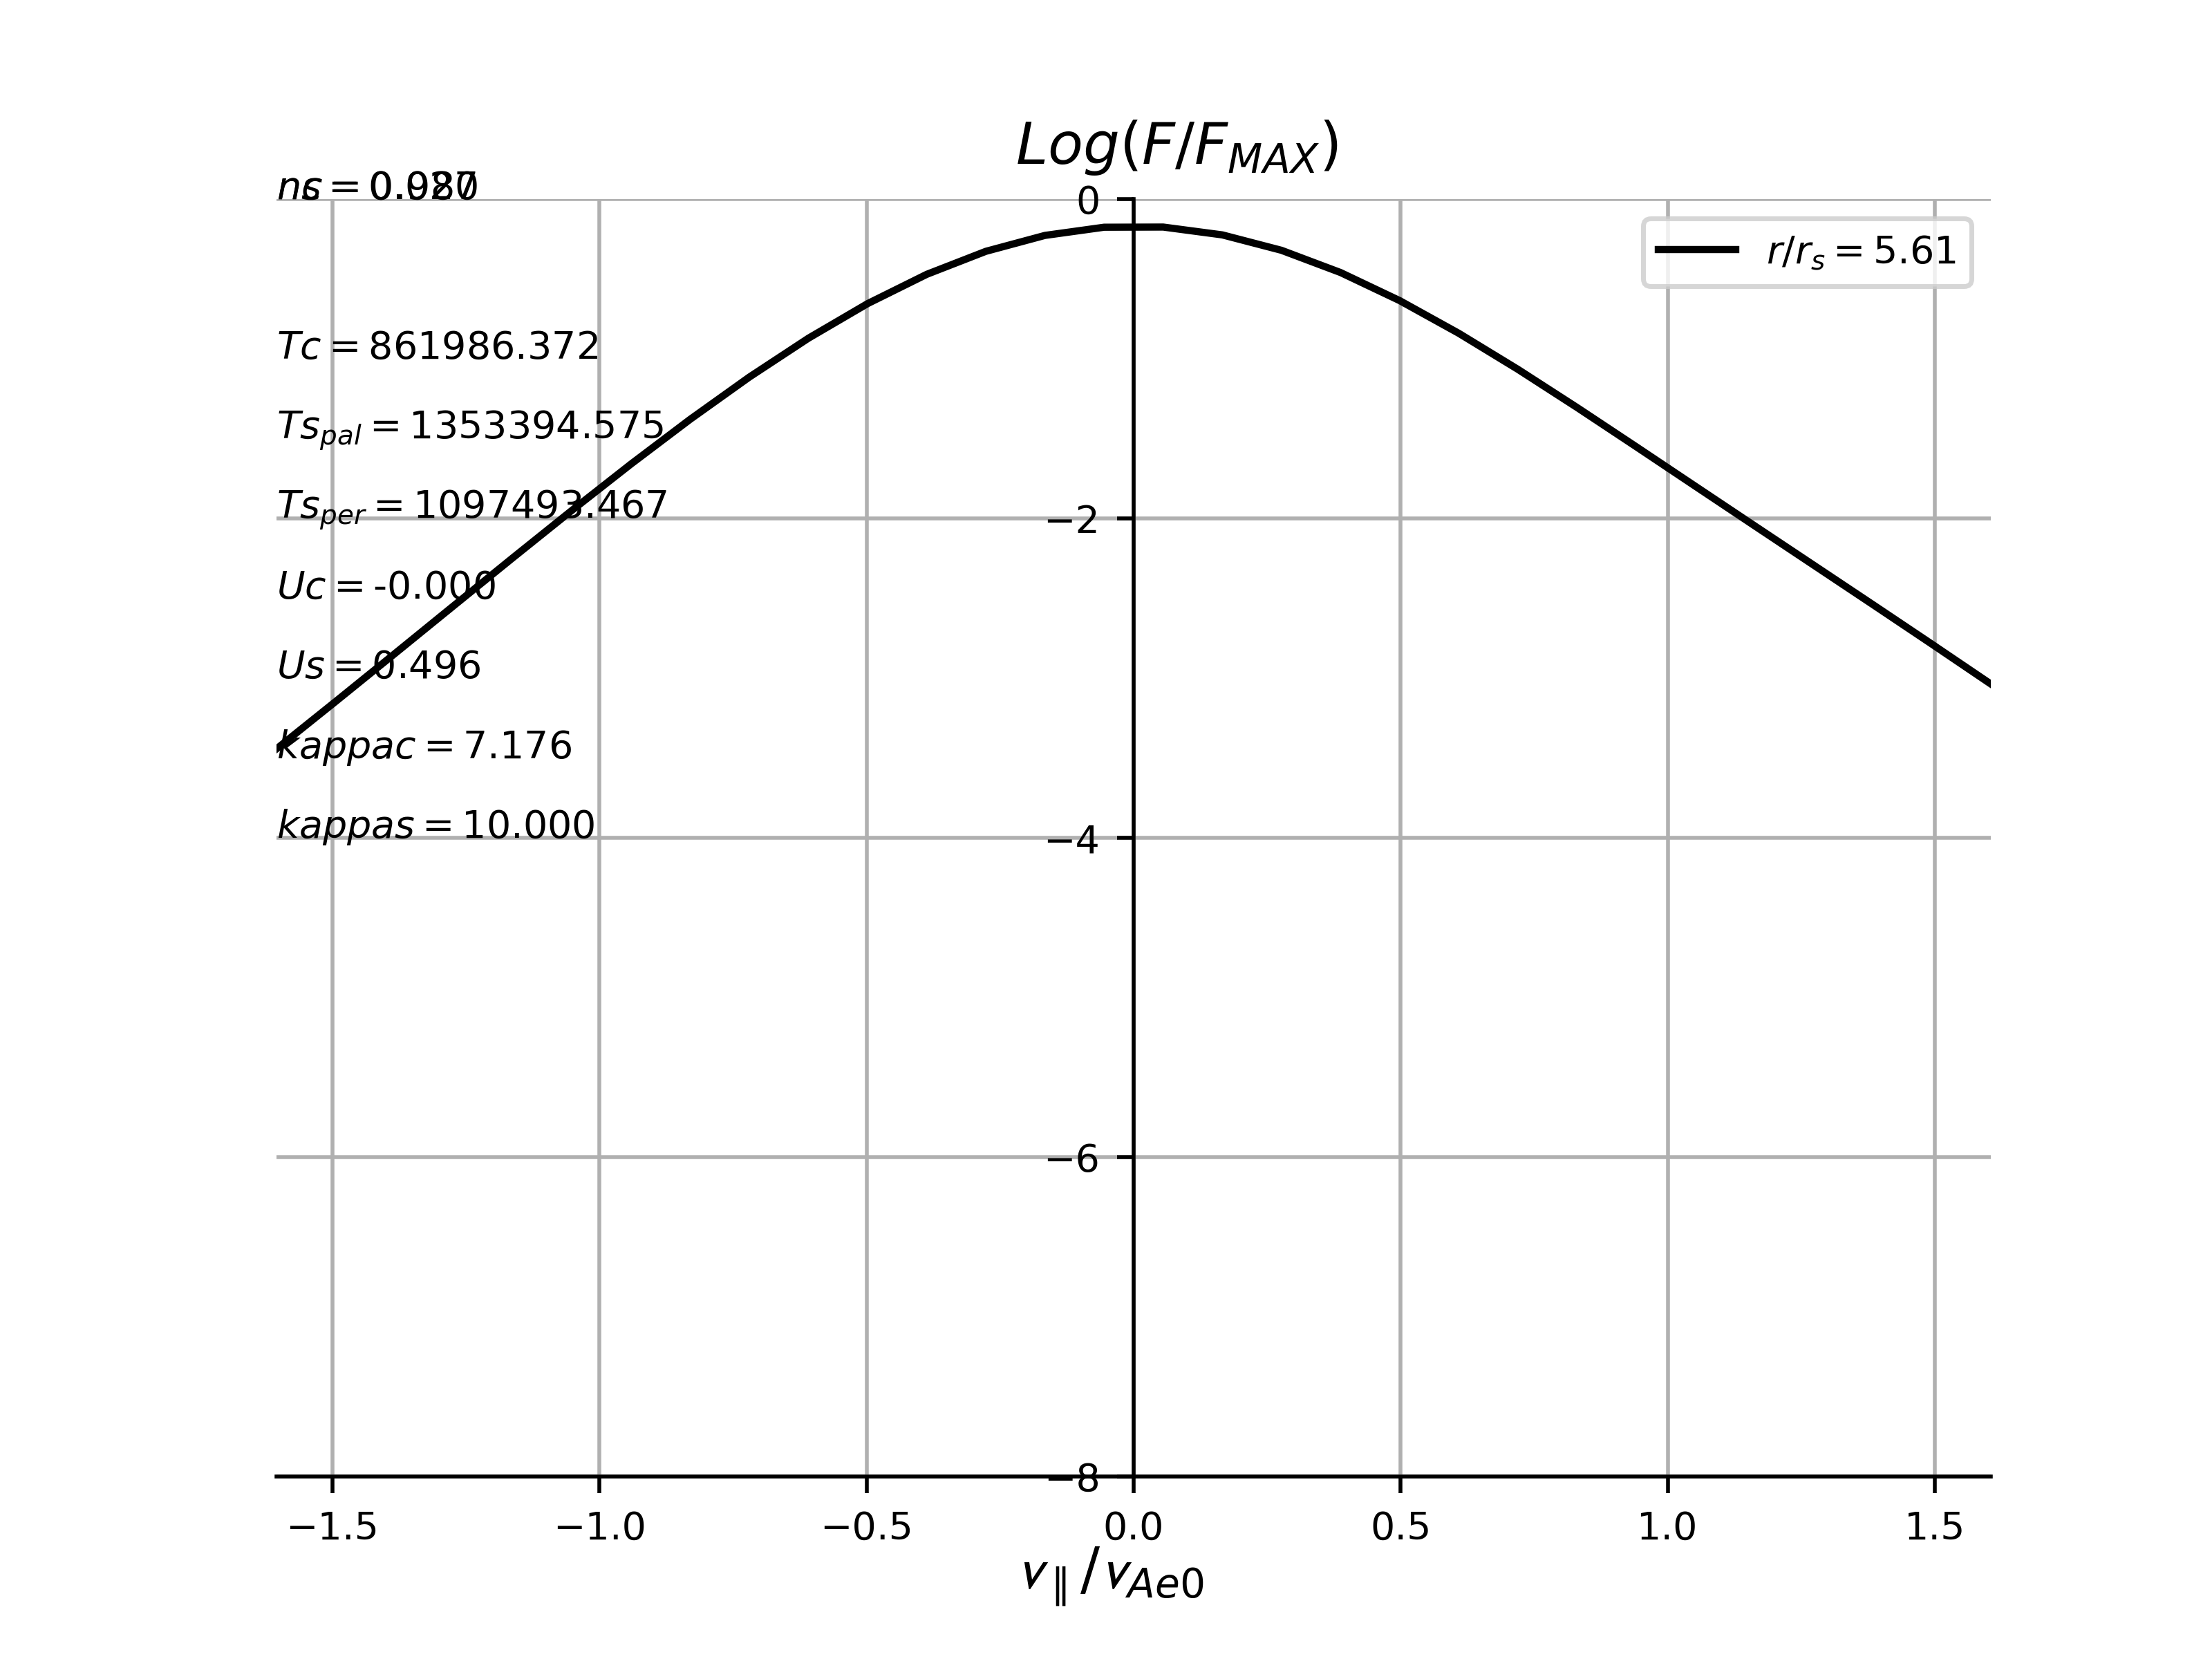 Log(F/F_MAX)
0
r/r_s = 5.61
Tc = 861986.372
Ts_pal = 1353394.575
Ts_per = 1097493.467
−2
Uc = -0.000
Us = 0.496
kappac = 7.176
kappas = 10.000
−4
−6
−8
−1.5 −1.0 −0.5 0.0 0.5 1.0 1.5
v_∥/v_Ae0